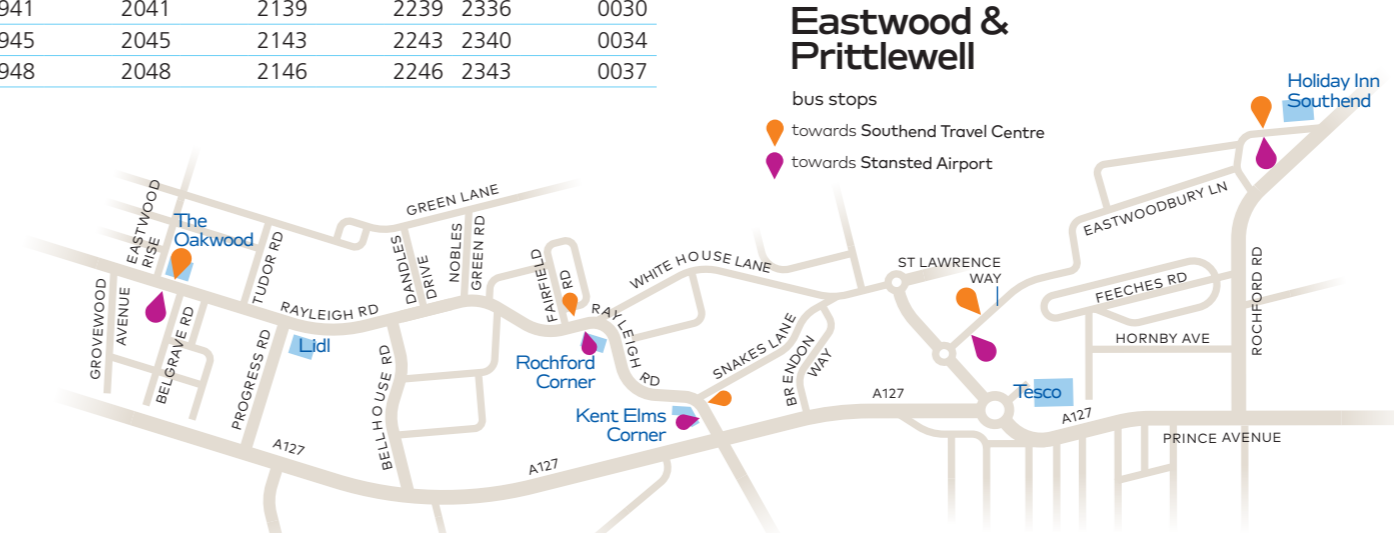 941 2041 2139 2239 2336 0030
945 2045 2143 2243 2340 0034
948 2048 2146 2246 2343 0037
Eastwood &
Prittlewell
bus stops
towards Southend Travel Centre
towards Stansted Airport
Holiday Inn
Southend
EASTWOOD
RISE
The
Oakwood
TUDOR RD
GREEN LANE
DANDLES
DRIVE
NOBLES
GREEN RD
FAIRFIELD
RD
WHITE HOUSE LANE
EASTWOODBURY LN
ST LAWRENCE
WAY
FEECHES RD
ROCHFORD RD
GROVEWOOD
AVENUE
BELGRAVE RD
RAYLEIGH RD
Lidl
PROGRESS RD
BELLHOUSE RD
RAYLEIGH RD
Rochford
Corner
SNAKES LANE
BRENDON
WAY
HORNBY AVE
Kent Elms
Corner
A127
Tesco
A127
PRINCE AVENUE
A127
A127